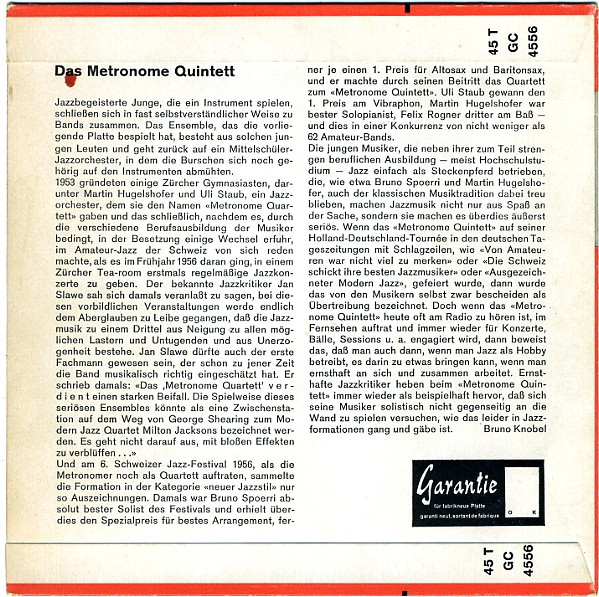 45 T
GC
4556
Das Metronome Quintett
Jazzbegeisterte Junge, die ein Instrument spielen,
schließen sich in fast selbstverständlicher Weise zu
Bands zusammen. Das Ensemble, das die vorlie-
gende Platte bespielt hat, besteht aus solchen jun-
gen Leuten und geht zurück auf ein Mittelschüler-
Jazzorchester, in dem die Burschen sich noch ge-
hörig auf den Instrumenten abmühten.
1953 gründeten einige Zürcher Gymnasiasten, dar-
unter Martin Hugelshofer und Uli Staub, ein Jazz-
orchester, dem sie den Namen «Metronome Quar-
tett» gaben und das schließlich, nachdem es, durch
die verschiedene Berufsausbildung der Musiker
bedingt, in der Besetzung einige Wechsel erfuhr,
im Amateur-Jazz der Schweiz von sich reden
machte, als es im Frühjahr 1956 daran ging, in einem
Zürcher Tea-room erstmals regelmäßige Jazzkon-
zerte zu geben. Der bekannte Jazzkritiker Jan
Slawe sah sich damals veranlaßt zu sagen, bei die-
sen vorbildlichen Veranstaltungen werde endlich
dem Aberglauben zu Leibe gegangen, daß die Jazz-
musik zu einem Drittel aus Neigung zu allen mög-
lichen Lastern und Untugenden und aus Unerzo-
genheit bestehe. Jan Slawe dürfte auch der erste
Fachmann gewesen sein, der schon zu jener Zeit
die Band musikalisch richtig eingeschätzt hat. Er
schrieb damals: «Das ‚Metronome Quartett' v e r -
d i e n t einen starken Beifall. Die Spielweise dieses
seriösen Ensembles könnte als eine Zwischensta-
tion auf dem Weg von George Shearing zum Mo-
dern Jazz Quartet Milton Jacksons bezeichnet wer-
den. Es geht nicht darauf aus, mit bloßen Effekten
zu verblüffen . . .»
Und am 6. Schweizer Jazz-Festival 1956, als die
Metronomer noch als Quartett auftraten, sammelte
die Formation in der Kategorie «neuer Jazzstil» nur
so Auszeichnungen. Damals war Bruno Spoerri ab-
solut bester Solist des Festivals und erhielt über-
dies den Spezialpreis für bestes Arrangement, fer-
ner je einen 1. Preis für Altosax und Baritonsax,
und er machte durch seinen Beitritt das Quartett
zum «Metronome Quintett». Uli Staub gewann den
1. Preis am Vibraphon, Martin Hugelshofer war
bester Solopianist, Felix Rogner dritter am Baß —
und dies in einer Konkurrenz von nicht weniger als
62 Amateur-Bands.
Die jungen Musiker, die neben ihrer zum Teil stren-
gen beruflichen Ausbildung — meist Hochschulstu-
dium — Jazz einfach als Steckenpferd betrieben,
die, wie etwa Bruno Spoerri und Martin Hugelsho-
fer, auch der klassischen Musiktradition dabei treu
blieben, machen Jazzmusik nicht nur aus Spaß an
der Sache, sondern sie machen es überdies äußerst
seriös. Wenn das «Metronome Quintett» auf seiner
Holland-Deutschland-Tournée in den deutschen Ta-
geszeitungen mit Schlagzeilen, wie «Von Amateu-
ren war nicht viel zu merken» oder «Die Schweiz
schickt ihre besten Jazzmusiker» oder «Ausgezeich-
neter Modern Jazz», gefeiert wurde, dann wurde
das von den Musikern selbst zwar bescheiden als
Übertreibung bezeichnet. Doch wenn das «Metro-
nome Quintett» heute oft am Radio zu hören ist, im
Fernsehen auftrat und immer wieder für Konzerte,
Bälle, Sessions u. a. engagiert wird, dann beweist
das, daß man auch dann, wenn man Jazz als Hobby
betreibt, es darin zu etwas bringen kann, wenn man
ernsthaft an sich und zusammen arbeitet. Ernst-
hafte Jazzkritiker heben beim «Metronome Quin-
tett» immer wieder als beispielhaft hervor, daß sich
seine Musiker solistisch nicht gegenseitig an die
Wand zu spielen versuchen, wie das leider in Jazz-
formationen gang und gäbe ist. Bruno Knobel
Garantie
für fabrikneue Platte
garanti neuf, sortant de fabrique
O K
45 T
GC
4556